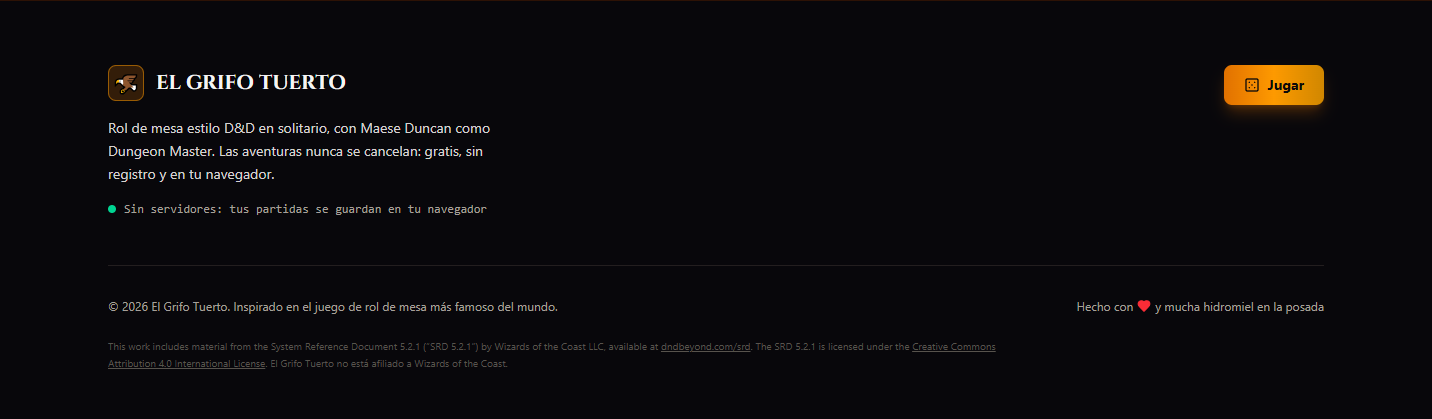 EL GRIFO TUERTO
Jugar
Rol de mesa estilo D&D en solitario, con Maese Duncan como
Dungeon Master. Las aventuras nunca se cancelan: gratis, sin
registro y en tu navegador.
Sin servidores: tus partidas se guardan en tu navegador
© 2026 El Grifo Tuerto. Inspirado en el juego de rol de mesa más famoso del mundo.
Hecho con ❤ y mucha hidromiel en la posada
This work includes material from the System Reference Document 5.2.1 ("SRD 5.2.1") by Wizards of the Coast LLC, available at dndbeyond.com/srd. The SRD 5.2.1 is licensed under the Creative Commons
Attribution 4.0 International License. El Grifo Tuerto no está afiliado a Wizards of the Coast.